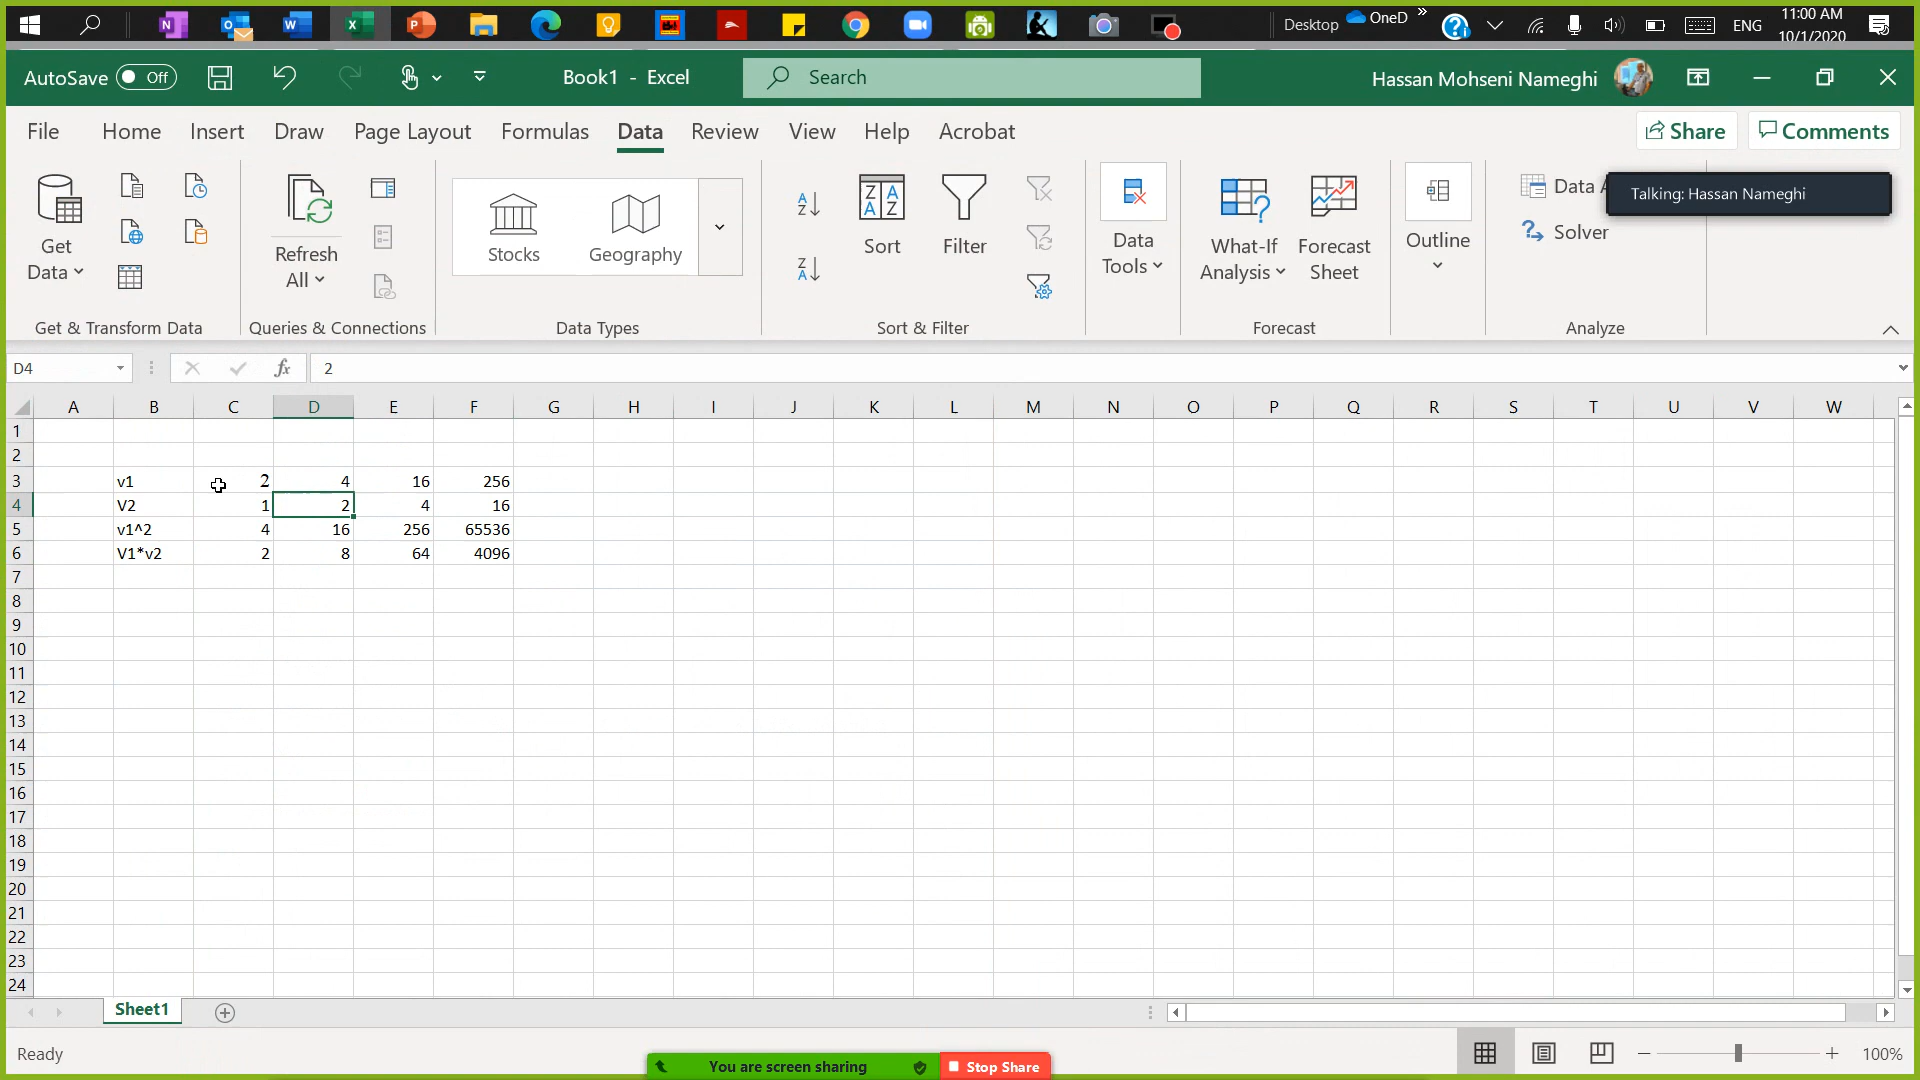 Desktop
OneD
»
ENG
11:00 AM
10/1/2020
AutoSave Off
Book1 - Excel
Search
Hassan Mohseni Nameghi
File Home Insert Draw Page Layout Formulas Data Review View Help Acrobat
Share
Comments
Get
Data
Get & Transform Data
Refresh
All
Queries & Connections
Stocks
Geography
Data Types
Sort
Filter
Sort & Filter
Data
Tools
What-If
Analysis
Forecast
Sheet
Forecast
Outline
Data A
Solver
Analyze
Talking: Hassan Nameghi
D4
fx
2
A B C D E F G H I J K L M N O P Q R S T U V W
1
2
3 v1 2 4 16 256
4 V2 1 2 4 16
5 v1^2 4 16 256 65536
6 V1*v2 2 8 64 4096
7
8
9
10
11
12
13
14
15
16
17
18
19
20
21
22
23
24
Sheet1
Ready
You are screen sharing
Stop Share
100%